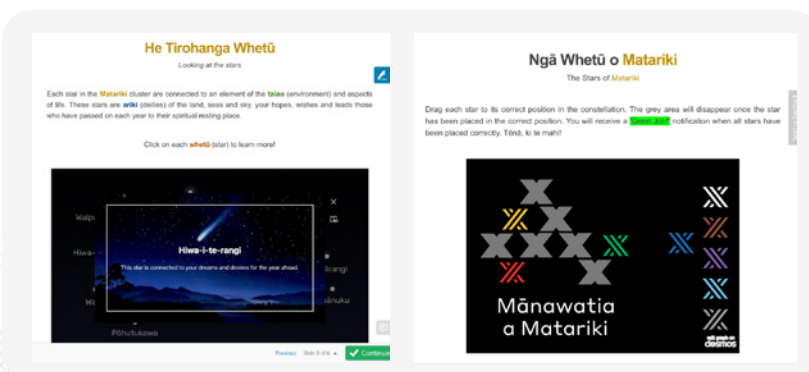 He Tirohanga Whetū
Looking at the stars
Each star in the Matariki cluster are connected to an element of the taiao (environment) and aspects
of life. These stars are ariki (deities) of the land, seas and sky, your hopes, wishes and leads those
who have passed on each year to their spiritual resting place.
Click on each whetū (star) to learn more!
Hiwa-i-te-rangi
This star is connected to your dreams and desires for the year ahead.
Pōhutukawa
Previous Slide 5 of 6 Continue
Ngā Whetū o Matariki
The Stars of Matariki
Drag each star to its correct position in the constellation. The grey area will disappear once the star
has been placed in the correct position. You will receive a "Great Job!" notification when all stars have
been placed correctly. Tēnā, ki te mahi!
Mānawatia
a Matariki
desmos